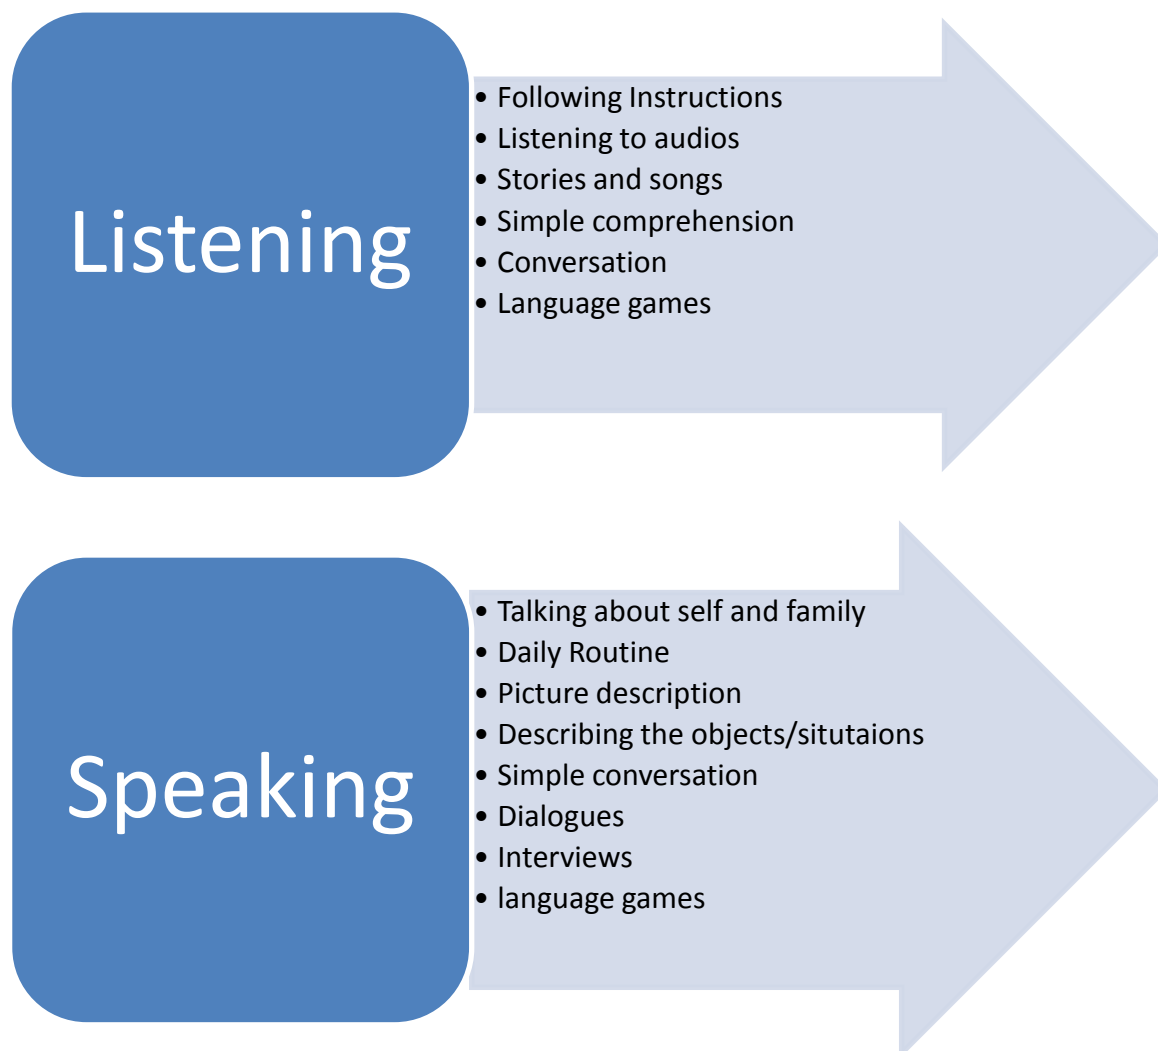 Listening
• Following Instructions
• Listening to audios
• Stories and songs
• Simple comprehension
• Conversation
• Language games
Speaking
• Talking about self and family
• Daily Routine
• Picture description
• Describing the objects/situtaions
• Simple conversation
• Dialogues
• Interviews
• language games